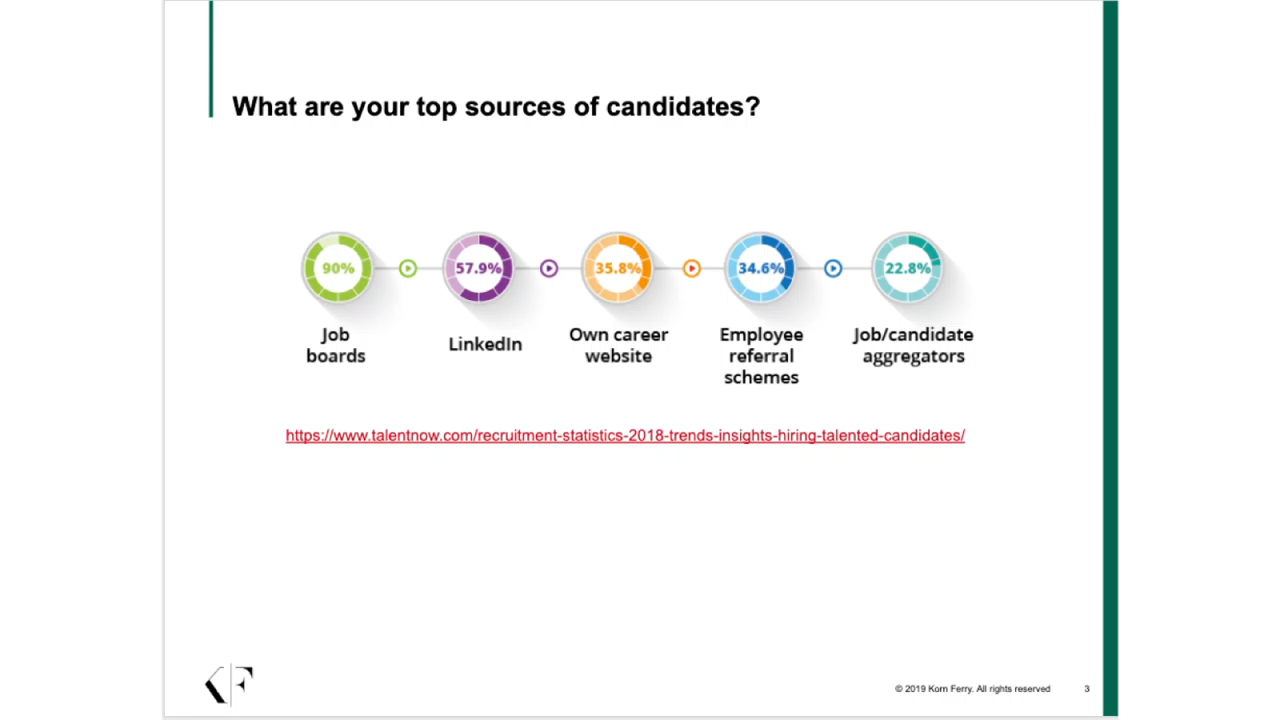 What are your top sources of candidates?
90%
57.9%
35.8%
34.6%
22.8%
Job
boards
LinkedIn
Own career
website
Employee
referral
schemes
Job/candidate
aggregators
https://www.talentnow.com/recruitment-statistics-2018-trends-insights-hiring-talented-candidates/
KF
© 2019 Korn Ferry. All rights reserved
3